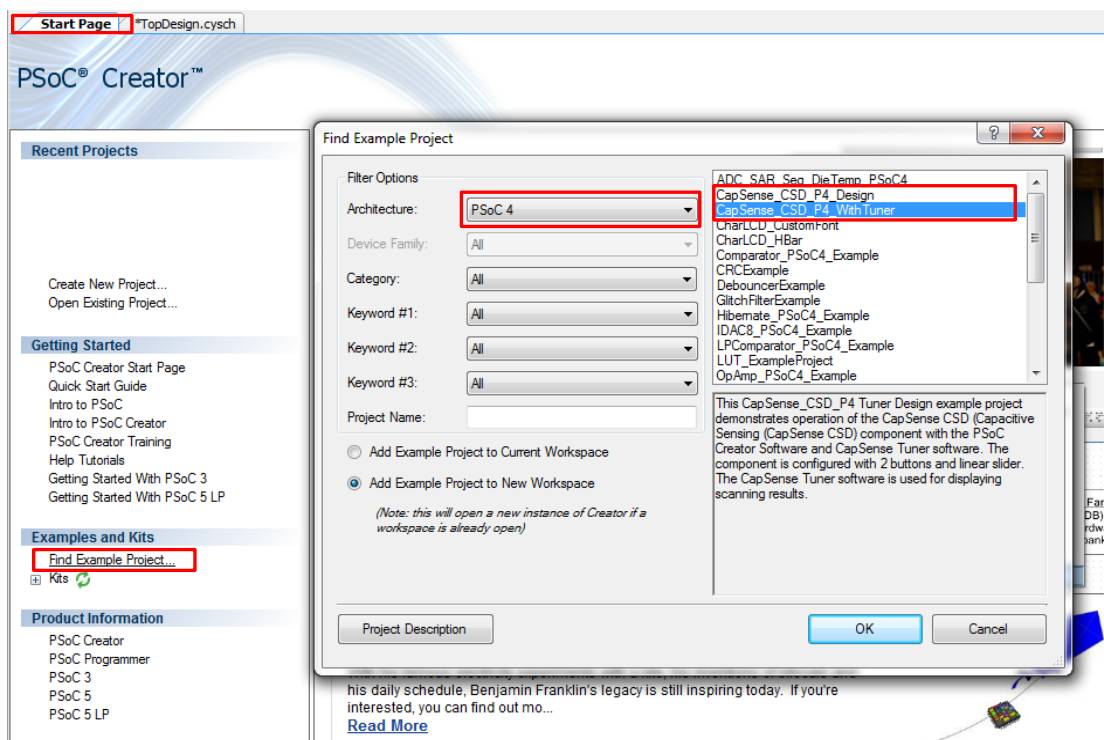 Start Page
*TopDesign.cysch
PSoC® Creator™
Recent Projects
Create New Project...
Open Existing Project...
Getting Started
PSoC Creator Start Page
Quick Start Guide
Intro to PSoC
Intro to PSoC Creator
PSoC Creator Training
Help Tutorials
Getting Started With PSoC 3
Getting Started With PSoC 5 LP
Examples and Kits
Find Example Project...
Kits
Product Information
PSoC Creator
PSoC Programmer
PSoC 3
PSoC 5
PSoC 5 LP
Find Example Project
Filter Options
Architecture: PSoC 4
Device Family: All
Category: All
Keyword #1: All
Keyword #2: All
Keyword #3: All
Project Name:
Add Example Project to Current Workspace
Add Example Project to New Workspace
(Note: this will open a new instance of Creator if a
workspace is already open)
ADC_SAR_Seq_DieTemp_PSoC4
CapSense_CSD_P4_Design
CapSense_CSD_P4_WithTuner
CharLCD_CustomFont
CharLCD_HBar
Comparator_PSoC4_Example
CRCExample
DebouncerExample
GlitchFilterExample
Hibernate_PSoC4_Example
IDAC8_PSoC4_Example
LPComparator_PSoC4_Example
LUT_ExampleProject
OpAmp_PSoC4_Example
This CapSense_CSD_P4 Tuner Design example project
demonstrates operation of the CapSense CSD (Capacitive
Sensing (CapSense CSD) component with the PSoC
Creator Software and CapSense Tuner software. The
component is configured with 2 buttons and linear slider.
The CapSense Tuner software is used for displaying
scanning results.
Project Description
OK
Cancel
his daily schedule, Benjamin Franklin's legacy is still inspiring today. If you're
interested, you can find out mo...
Read More